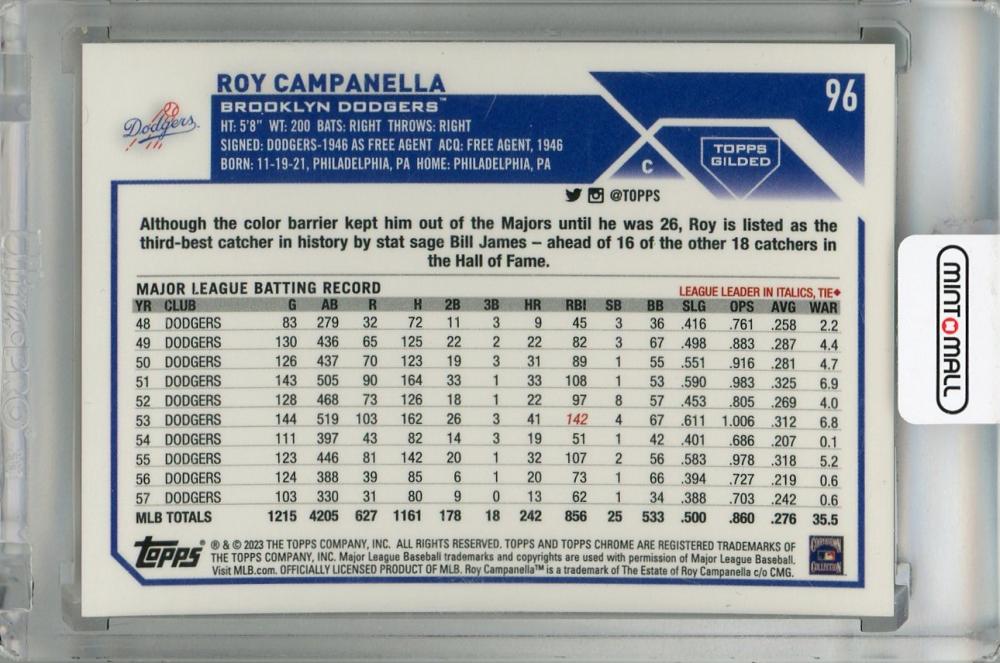 ROY CAMPANELLA
96
Dodgers
BROOKLYN DODGERS™
HT: 5'8" WT: 200 BATS: RIGHT THROWS: RIGHT
SIGNED: DODGERS-1946 AS FREE AGENT ACQ: FREE AGENT, 1946
BORN: 11-19-21, PHILADELPHIA, PA HOME: PHILADELPHIA, PA
C
TOPPS
GILDED
@TOPPS
Although the color barrier kept him out of the Majors until he was 26, Roy is listed as the
third-best catcher in history by stat sage Bill James – ahead of 16 of the other 18 catchers in
the Hall of Fame.
MAJOR LEAGUE BATTING RECORD
LEAGUE LEADER IN ITALICS, TIE◆
YR CLUB G AB R H 2B 3B HR RBI SB BB SLG OPS AVG WAR
48 DODGERS 83 279 32 72 11 3 9 45 3 36 .416 .761 .258 2.2
49 DODGERS 130 436 65 125 22 2 22 82 3 67 .498 .883 .287 4.4
50 DODGERS 126 437 70 123 19 3 31 89 1 55 .551 .916 .281 4.7
51 DODGERS 143 505 90 164 33 1 33 108 1 53 .590 .983 .325 6.9
52 DODGERS 128 468 73 126 18 1 22 97 8 57 .453 .805 .269 4.0
53 DODGERS 144 519 103 162 26 3 41 142 4 67 .611 1.006 .312 6.8
54 DODGERS 111 397 43 82 14 3 19 51 1 42 .401 .686 .207 0.1
55 DODGERS 123 446 81 142 20 1 32 107 2 56 .583 .978 .318 5.2
56 DODGERS 124 388 39 85 6 1 20 73 1 66 .394 .727 .219 0.6
57 DODGERS 103 330 31 80 9 0 13 62 1 34 .388 .703 .242 0.6
MLB TOTALS 1215 4205 627 1161 178 18 242 856 25 533 .500 .860 .276 35.5
topps
® & © 2023 THE TOPPS COMPANY, INC. ALL RIGHTS RESERVED. TOPPS AND TOPPS CHROME ARE REGISTERED TRADEMARKS OF
THE TOPPS COMPANY, INC. Major League Baseball trademarks and copyrights are used with permission of Major League Baseball.
Visit MLB.com. OFFICIALLY LICENSED PRODUCT OF MLB. Roy Campanella™ is a trademark of The Estate of Roy Campanella c/o CMG.
COOPERSTOWN
COLLECTION
MINTOMALL